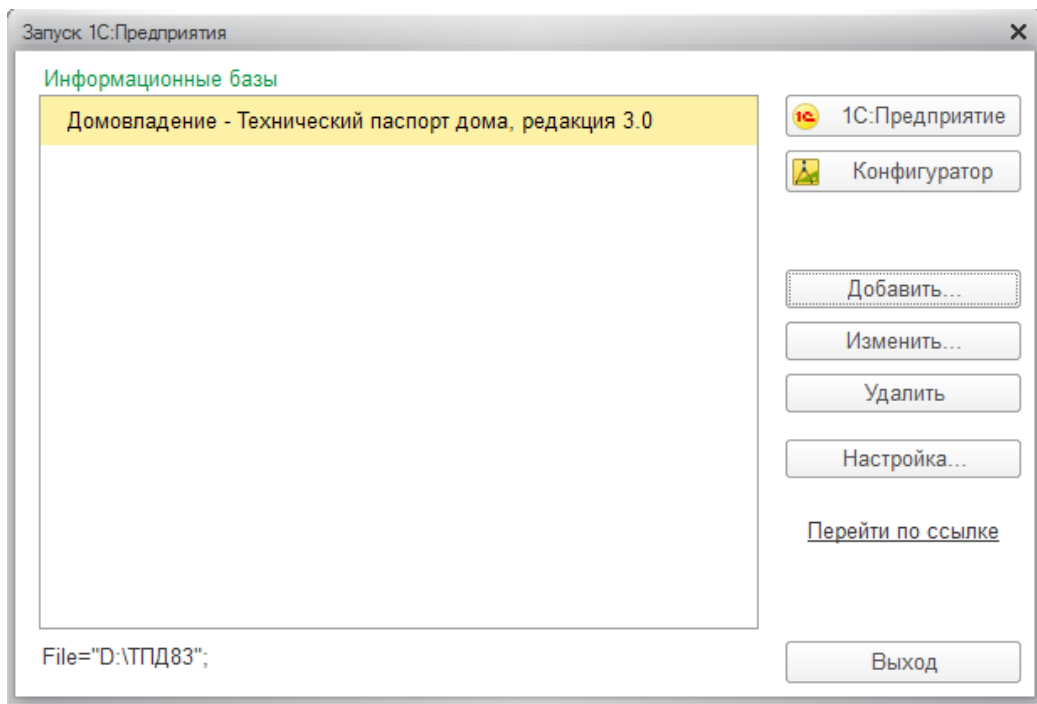 Запуск 1С:Предприятия
Информационные базы
Домовладение - Технический паспорт дома, редакция 3.0
1С:Предприятие
Конфигуратор
Добавить...
Изменить...
Удалить
Настройка...
Перейти по ссылке
File="D:\ТПД83";
Выход